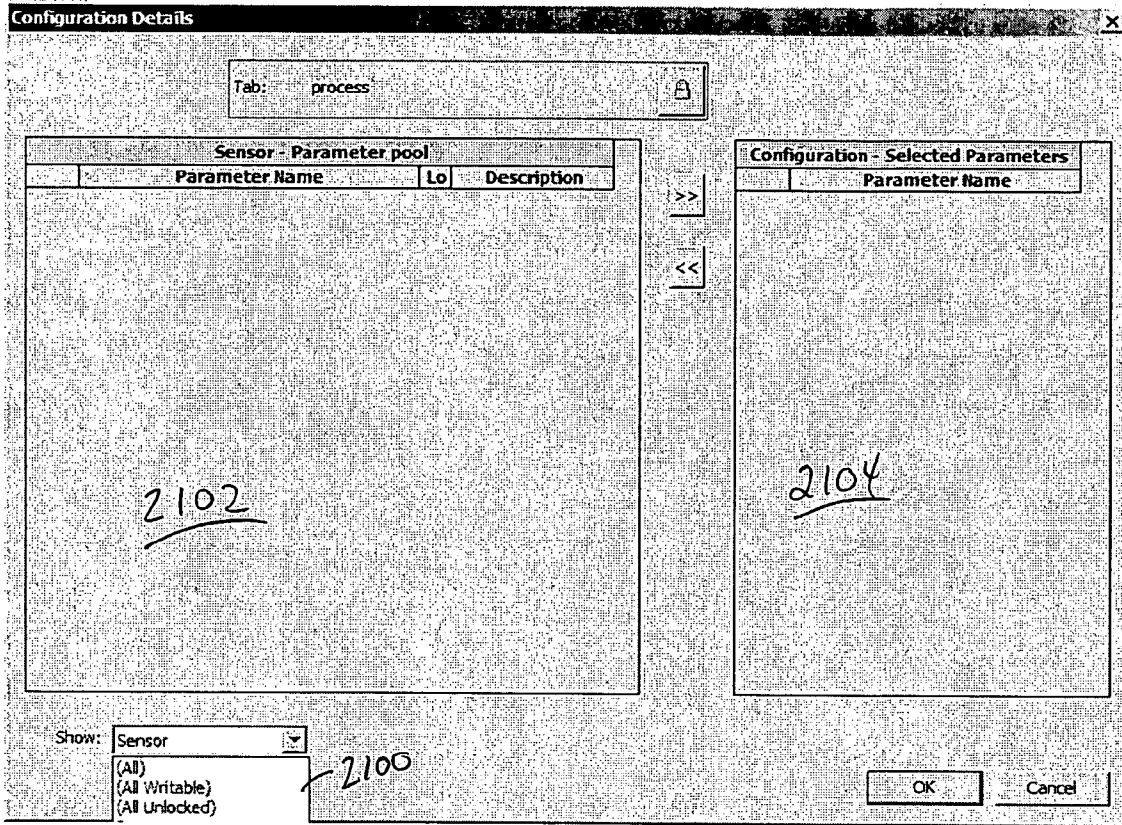 Configuration Details
Tab: process
Sensor - Parameter pool
Parameter Name Lo Description
>>
<<
Configuration - Selected Parameters
Parameter Name
2102
2104
Show: Sensor
(All)
(All Writable)
(All Unlocked)
2100
OK Cancel